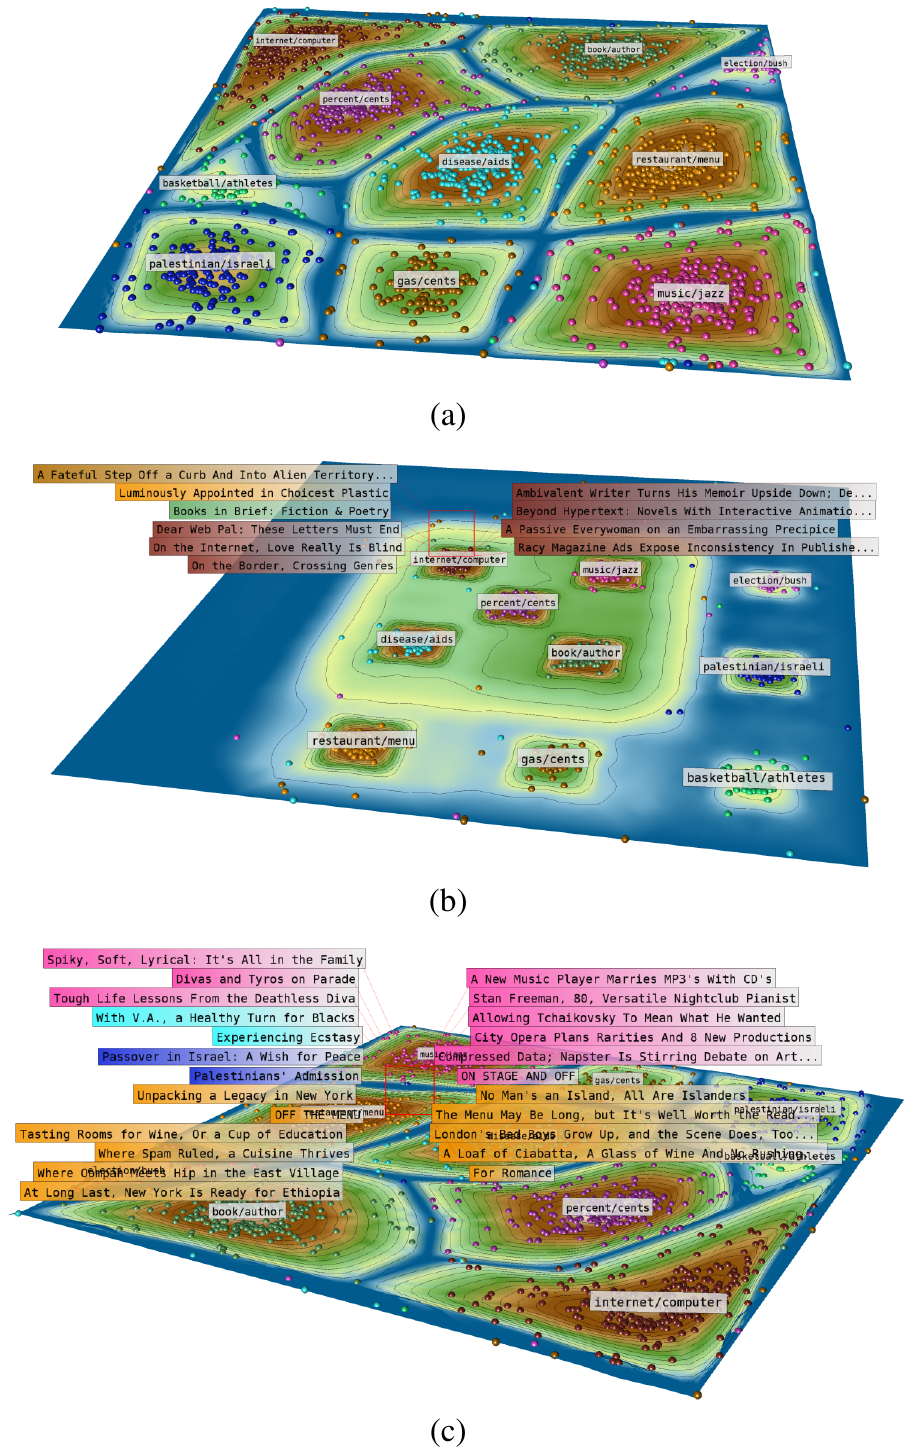 internet/computer
book/author
election/bush
percent/cents
disease/aids
restaurant/menu
basketball/athletes
palestinian/israeli
gas/cents
music/jazz
(a)
A Fateful Step Off a Curb And Into Alien Territory...
Luminously Appointed in Choicest Plastic
Books in Brief: Fiction & Poetry
Dear Web Pal: These Letters Must End
On the Internet, Love Really Is Blind
On the Border, Crossing Genres
Ambivalent Writer Turns His Memoir Upside Down; De...
Beyond Hypertext: Novels With Interactive Animatio...
A Passive Everywoman on an Embarrassing Precipice
Racy Magazine Ads Expose Inconsistency In Publishe...
internet/computer
music/jazz
election/bush
percent/cents
disease/aids
book/author
palestinian/israeli
restaurant/menu
gas/cents
basketball/athletes
(b)
Spiky, Soft, Lyrical: It's All in the Family
Divas and Tyros on Parade
Tough Life Lessons From the Deathless Diva
With V.A., a Healthy Turn for Blacks
Experiencing Ecstasy
Passover in Israel: A Wish for Peace
Palestinians' Admission
Unpacking a Legacy in New York
OFF THE MENU
Tasting Rooms for Wine, Or a Cup of Education
Where Spam Ruled, a Cuisine Thrives
Where Oompah Meets Hip in the East Village
At Long Last, New York Is Ready for Ethiopia
A New Music Player Marries MP3's With CD's
Stan Freeman, 80, Versatile Nightclub Pianist
Allowing Tchaikovsky To Mean What He Wanted
City Opera Plans Rarities And 8 New Productions
Compressed Data; Napster Is Stirring Debate on Art...
ON STAGE AND OFF
No Man's an Island, All Are Islanders
The Menu May Be Long, but It's Well Worth the Read...
London's Bad Boys Grow Up, and the Scene Does, Too...
A Loaf of Ciabatta, A Glass of Wine And No Rushing
For Romance
gas/cents
palestinian/israeli
restaurant/menu
basketball/athletes
election/bush
book/author
percent/cents
internet/computer
(c)